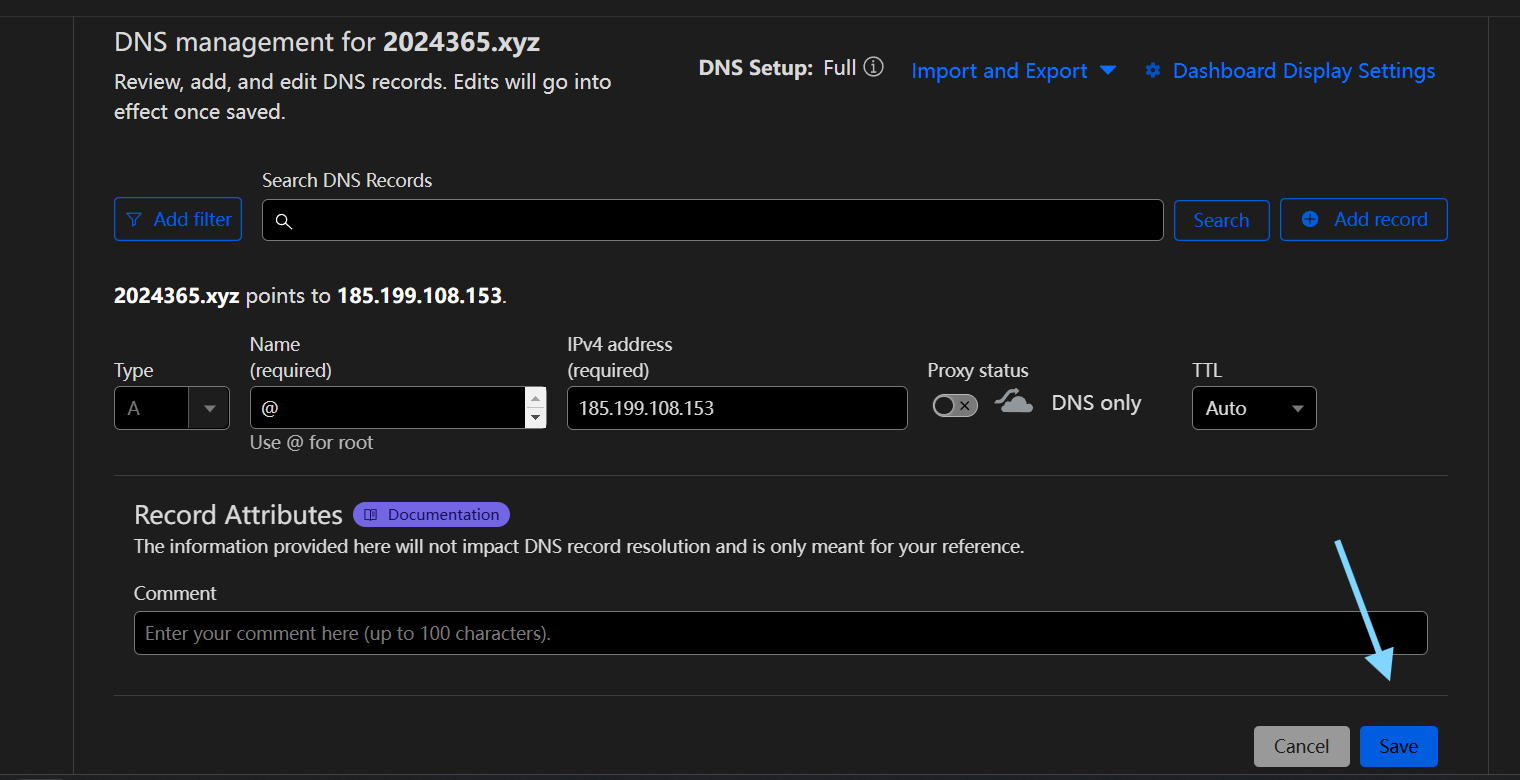 DNS management for 2024365.xyz
Review, add, and edit DNS records. Edits will go into
effect once saved.
DNS Setup: Full
Import and Export
Dashboard Display Settings
Search DNS Records
Add filter
Search
Add record
2024365.xyz points to 185.199.108.153.
Type
A
Name
(required)
@
Use @ for root
IPv4 address
(required)
185.199.108.153
Proxy status
DNS only
TTL
Auto
Record Attributes
Documentation
The information provided here will not impact DNS record resolution and is only meant for your reference.
Comment
Enter your comment here (up to 100 characters).
Cancel
Save